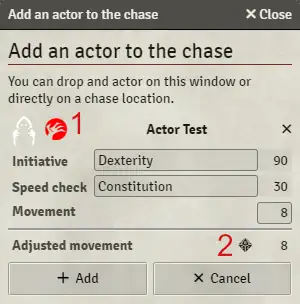 Add an actor to the chase × Close
Add an actor to the chase
You can drop and actor on this window or
directly on a chase location.
1 Actor Test ×
Initiative Dexterity 90
Speed check Constitution 30
Movement 8
Adjusted movement 2 8
+ Add × Cancel